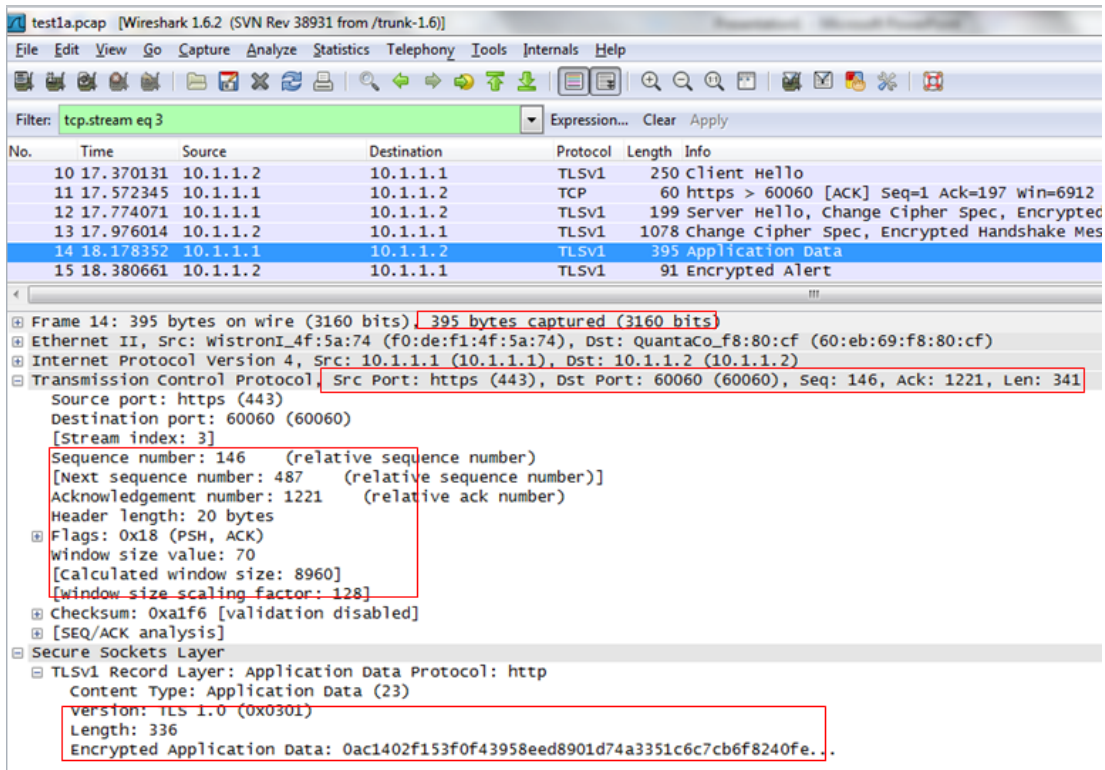 test1a.pcap [Wireshark 1.6.2 (SVN Rev 38931 from /trunk-1.6)]
File Edit View Go Capture Analyze Statistics Telephony Tools Internals Help
Filter: tcp.stream eq 3 Expression... Clear Apply
No. Time Source Destination Protocol Length Info
10 17.370131 10.1.1.2 10.1.1.1 TLSv1 250 Client Hello
11 17.572345 10.1.1.1 10.1.1.2 TCP 60 https > 60060 [ACK] Seq=1 Ack=197 Win=6912
12 17.774071 10.1.1.1 10.1.1.2 TLSv1 199 Server Hello, Change Cipher Spec, Encrypted
13 17.976014 10.1.1.2 10.1.1.1 TLSv1 1078 Change Cipher Spec, Encrypted Handshake Mes
14 18.178352 10.1.1.1 10.1.1.2 TLSv1 395 Application Data
15 18.380661 10.1.1.2 10.1.1.1 TLSv1 91 Encrypted Alert
Frame 14: 395 bytes on wire (3160 bits), 395 bytes captured (3160 bits)
Ethernet II, Src: WistronI_4f:5a:74 (f0:de:f1:4f:5a:74), Dst: QuantaCo_f8:80:cf (60:eb:69:f8:80:cf)
Internet Protocol Version 4, Src: 10.1.1.1 (10.1.1.1), Dst: 10.1.1.2 (10.1.1.2)
Transmission Control Protocol, Src Port: https (443), Dst Port: 60060 (60060), Seq: 146, Ack: 1221, Len: 341
Source port: https (443)
Destination port: 60060 (60060)
[Stream index: 3]
Sequence number: 146 (relative sequence number)
[Next sequence number: 487 (relative sequence number)]
Acknowledgement number: 1221 (relative ack number)
Header length: 20 bytes
Flags: 0x18 (PSH, ACK)
Window size value: 70
[Calculated window size: 8960]
[Window size scaling factor: 128]
Checksum: 0xa1f6 [validation disabled]
[SEQ/ACK analysis]
Secure Sockets Layer
TLSv1 Record Layer: Application Data Protocol: http
Content Type: Application Data (23)
Version: TLS 1.0 (0x0301)
Length: 336
Encrypted Application Data: 0ac1402f153f0f43958eed8901d74a3351c6c7cb6f8240fe...